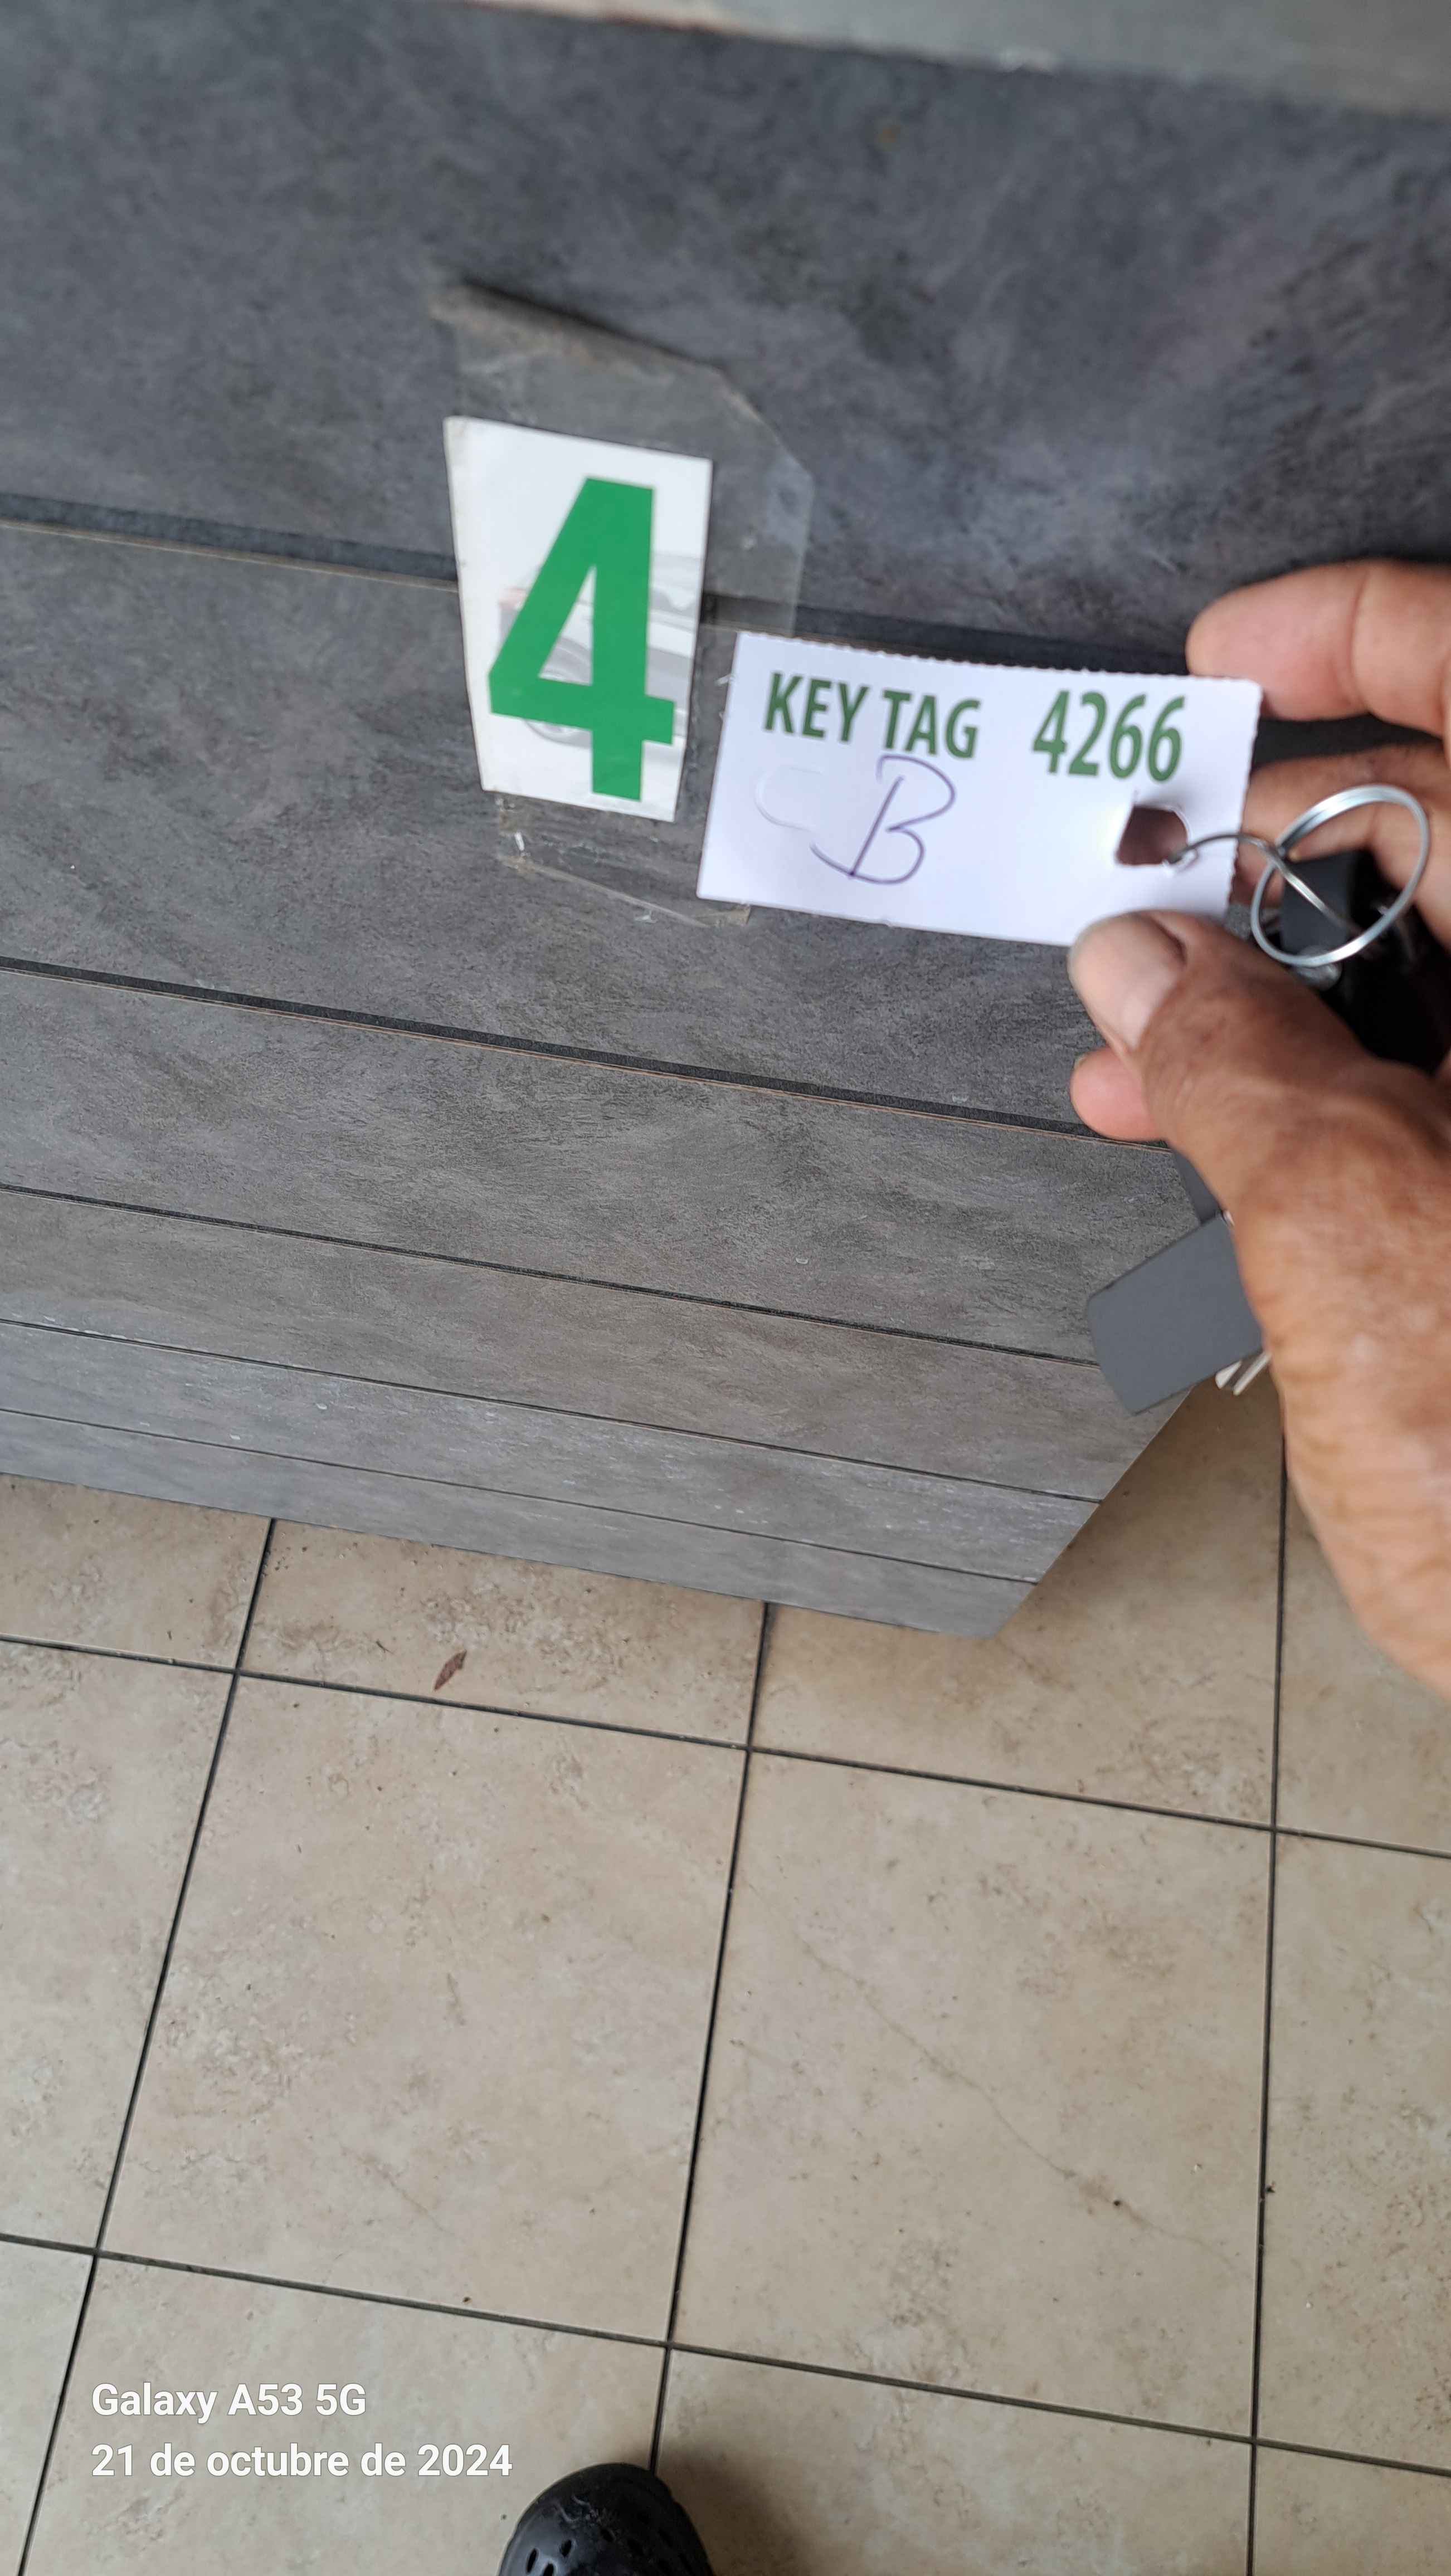 4
KEY TAG 4266
B
Galaxy A53 5G
21 de octubre de 2024